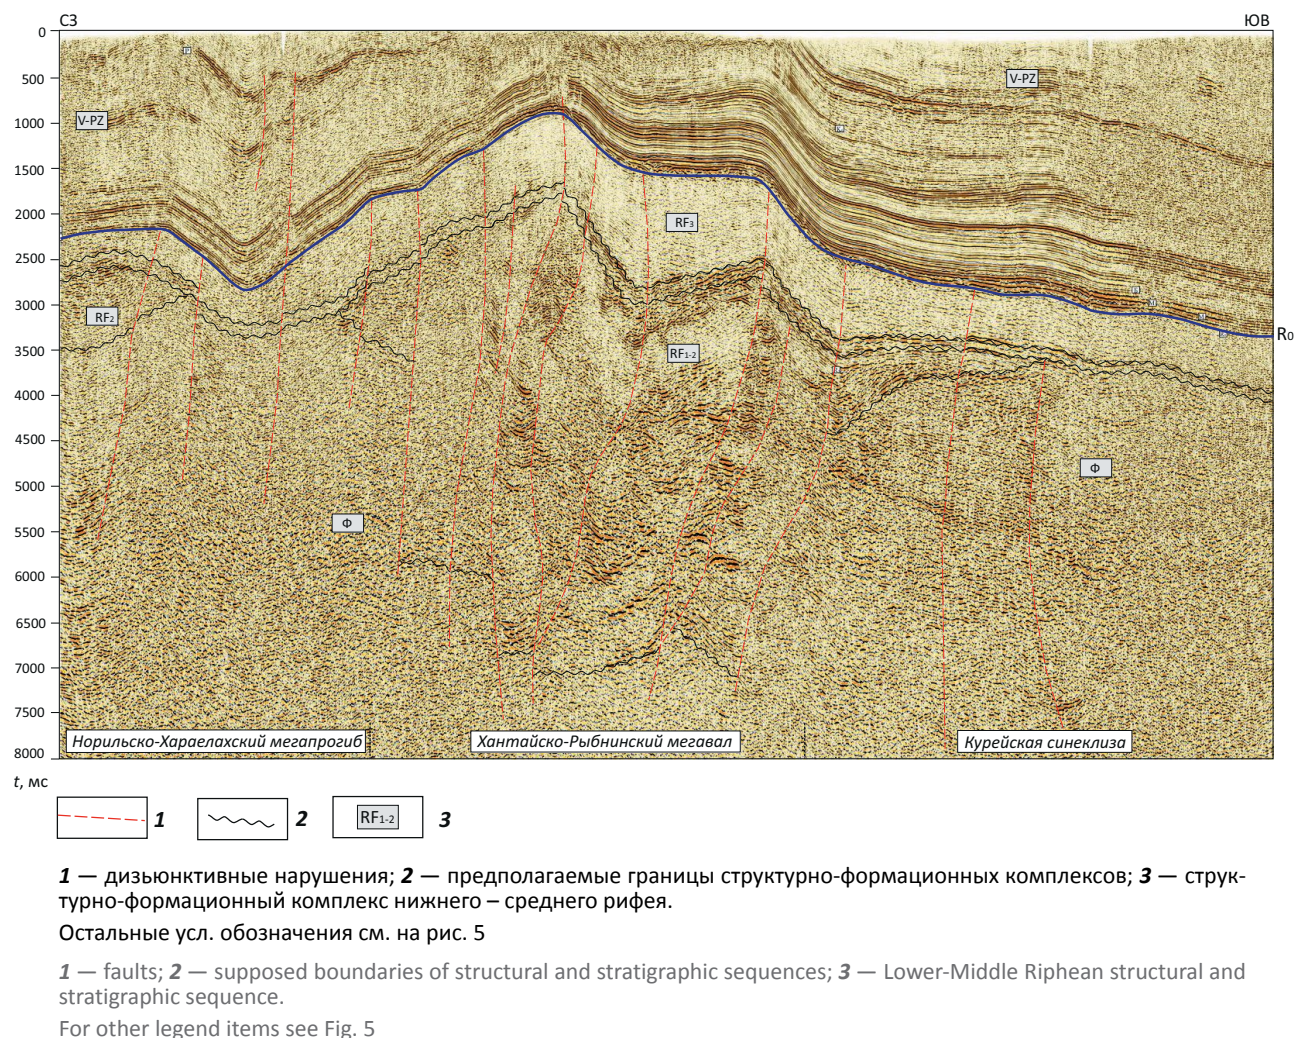 СЗ
ЮВ
0
500
1000
1500
2000
2500
3000
3500
4000
4500
5000
5500
6000
6500
7000
7500
8000
t, мс
V-PZ
V-PZ
RF3
RF2
RF1-2
R0
Ф
Ф
Норильско-Хараелахский мегапрогиб
Хантайско-Рыбнинский мегавал
Курейская синеклиза
1
2
RF1-2
3
1 — дизьюнктивные нарушения; 2 — предполагаемые границы структурно-формационных комплексов; 3 — струк-
турно-формационный комплекс нижнего – среднего рифея.
Остальные усл. обозначения см. на рис. 5
1 — faults; 2 — supposed boundaries of structural and stratigraphic sequences; 3 — Lower-Middle Riphean structural and
stratigraphic sequence.
For other legend items see Fig. 5